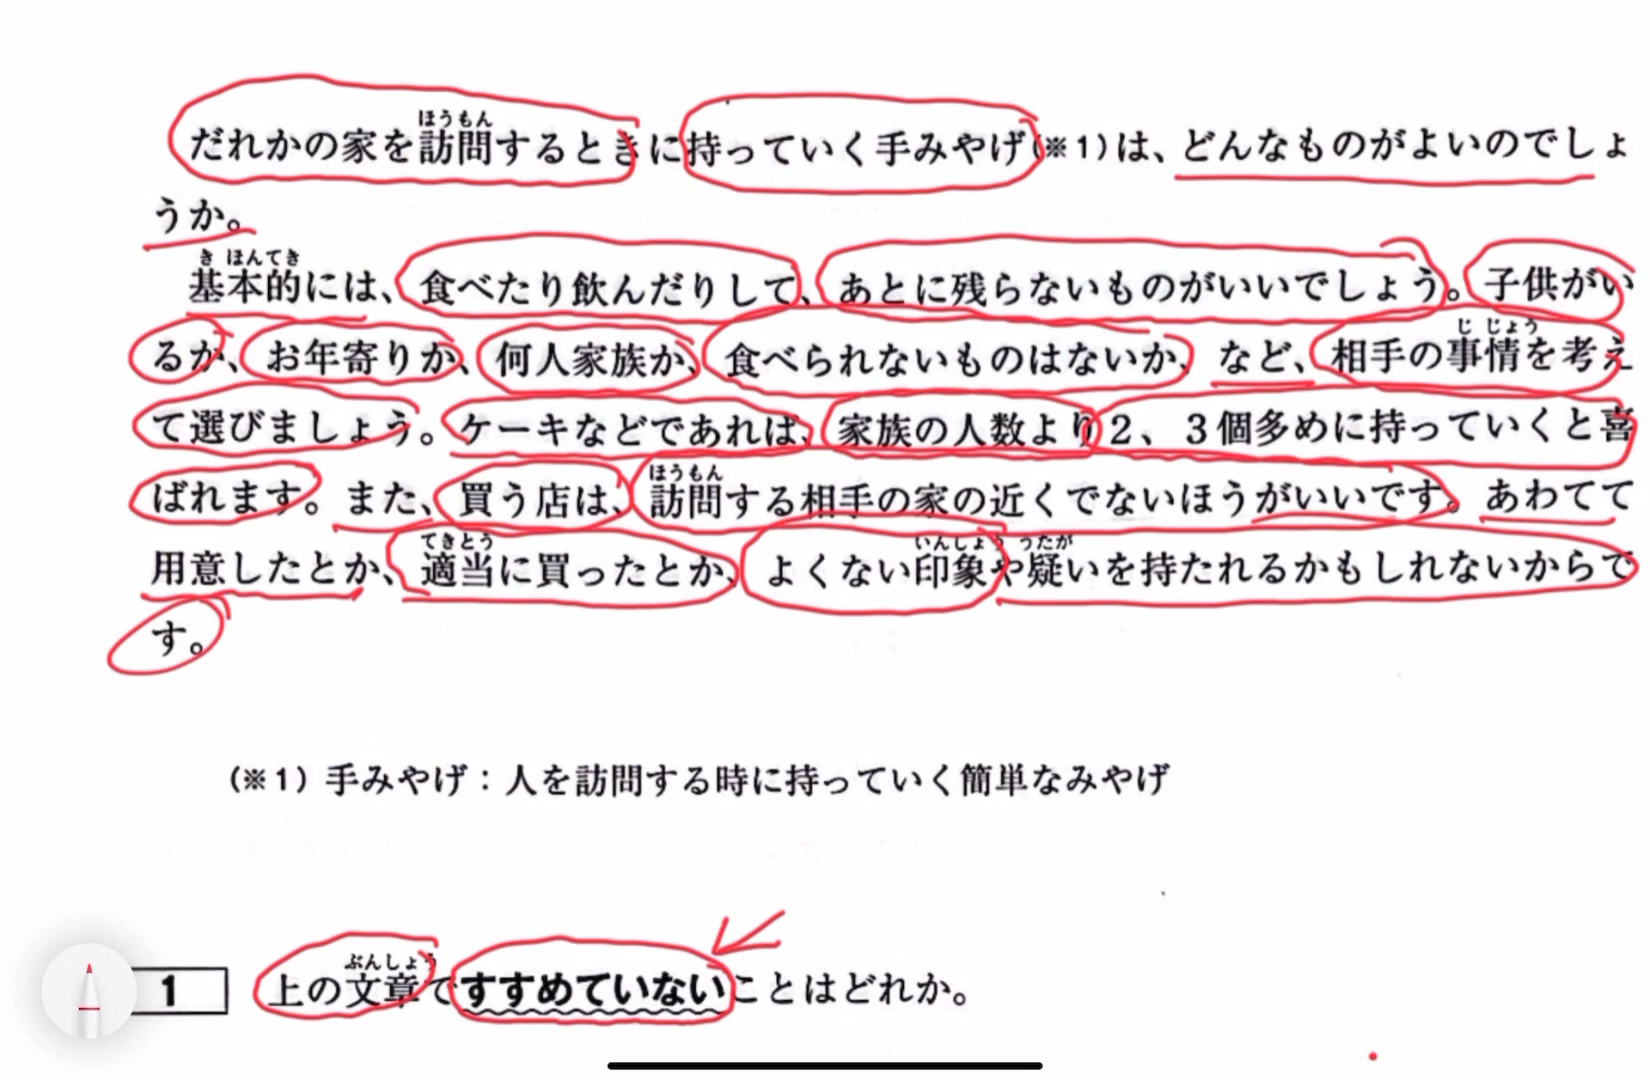 だれかの家を訪問するときに持っていく手みやげ(※1)は、どんなものがよいのでしょ
うか。
基本的には、食べたり飲んだりして、あとに残らないものがいいでしょう。子供がい
るか、お年寄りか、何人家族か、食べられないものはないか、など、相手の事情を考え
て選びましょう。ケーキなどであれば、家族の人数より2、3個多めに持っていくと喜
ばれます。また、買う店は、訪問する相手の家の近くでないほうがいいです。あわてて
用意したとか、適当に買ったとか、よくない印象や疑いを持たれるかもしれないからで
す。
(※1) 手みやげ：人を訪問する時に持っていく簡単なみやげ
1 上の文章ですすめていないことはどれか。